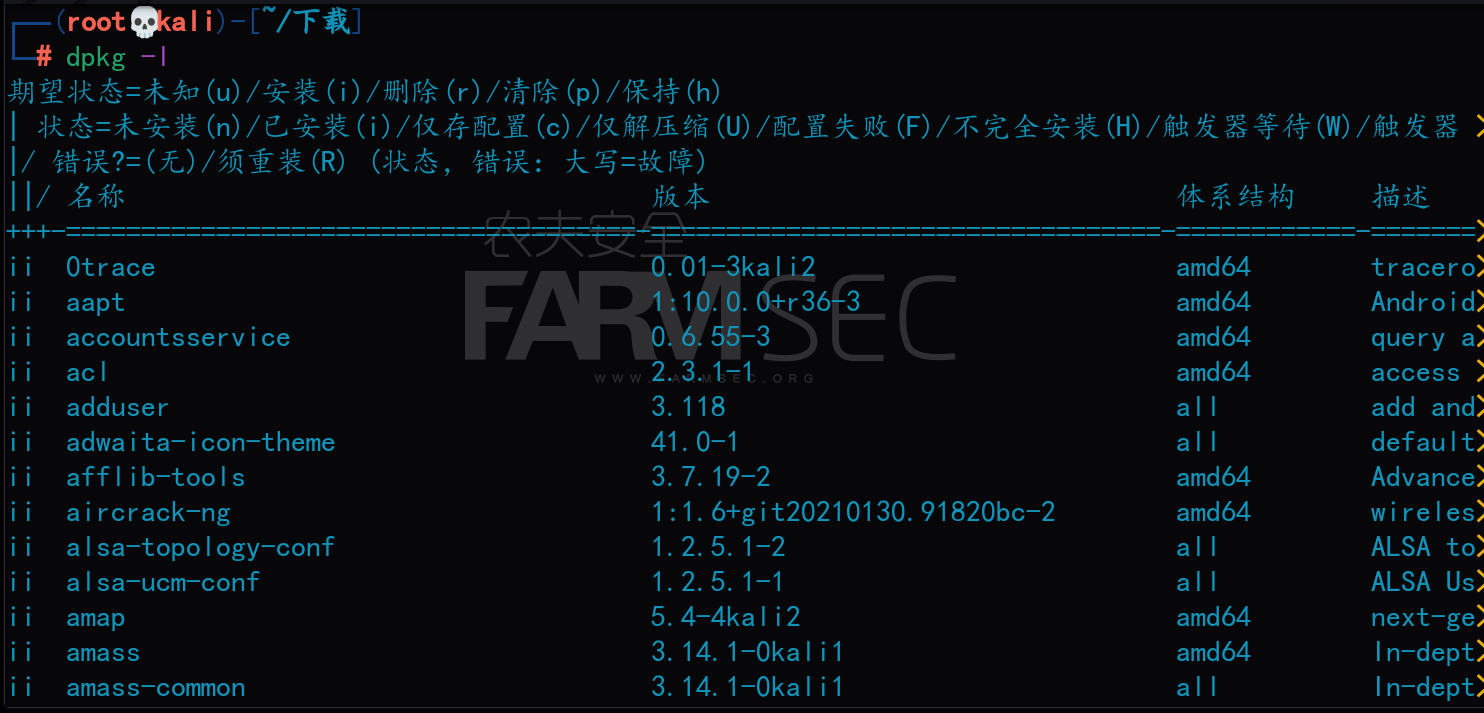 (root💀kali)-[~/下载]
# dpkg -l
期望状态=未知(u)/安装(i)/删除(r)/清除(p)/保持(h)
| 状态=未安装(n)/已安装(i)/仅存配置(c)/仅解压缩(U)/配置失败(F)/不完全安装(H)/触发器等待(W)/触发器>
|/ 错误?=(无)/须重装(R) (状态, 错误: 大写=故障)
||/ 名称 版本 体系结构 描述
+++-======================================-==================================-============-=======>
农夫安全
FARMSEC
WWW.FARMSEC.ORG
ii 0trace 0.01-3kali2 amd64 tracero>
ii aapt 1:10.0.0+r36-3 amd64 Android>
ii accountsservice 0.6.55-3 amd64 query a>
ii acl 2.3.1-1 amd64 access >
ii adduser 3.118 all add and>
ii adwaita-icon-theme 41.0-1 all default>
ii afflib-tools 3.7.19-2 amd64 Advance>
ii aircrack-ng 1:1.6+git20210130.91820bc-2 amd64 wireles>
ii alsa-topology-conf 1.2.5.1-2 all ALSA to>
ii alsa-ucm-conf 1.2.5.1-1 all ALSA Us>
ii amap 5.4-4kali2 amd64 next-ge>
ii amass 3.14.1-0kali1 amd64 In-dept>
ii amass-common 3.14.1-0kali1 all In-dept>